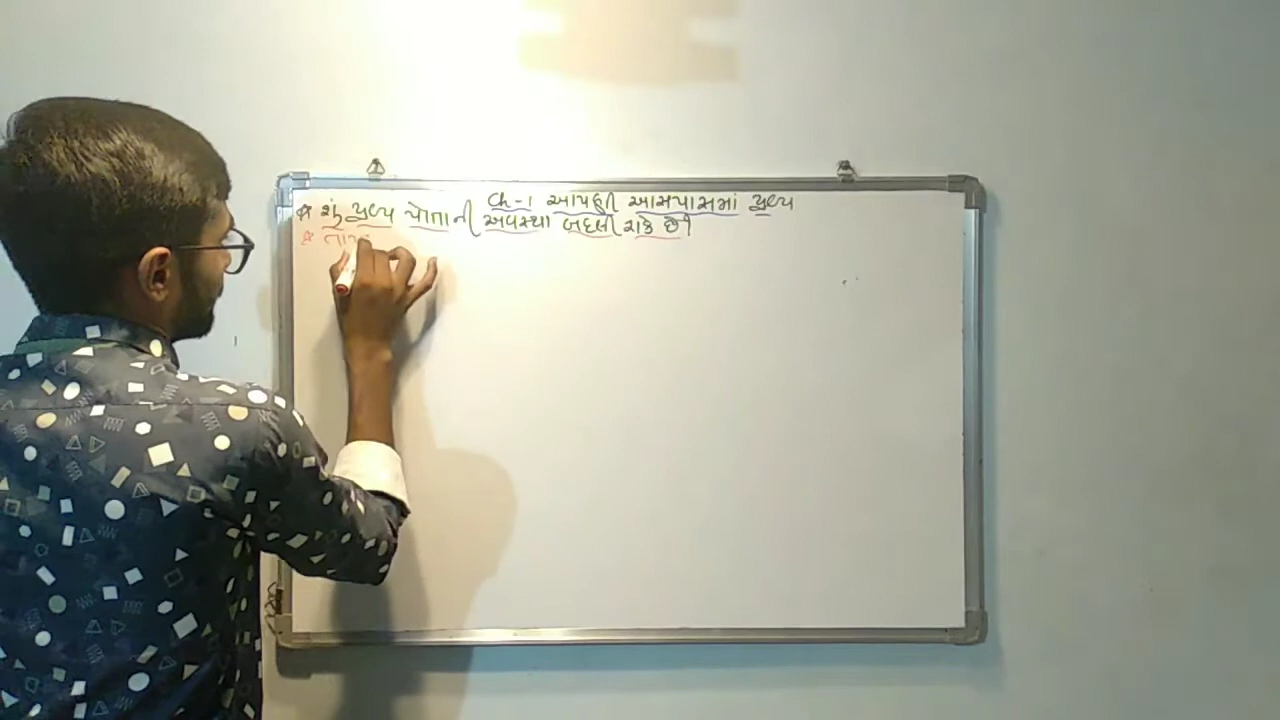 Ch-1 આપણી આસપાસમાં દ્રવ્ય
* શું દ્રવ્ય પોતાની અવસ્થા બદલી શકે છે?
* તાપ